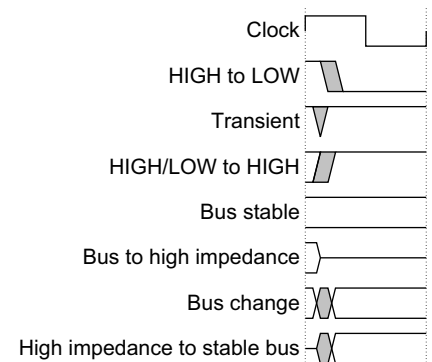 Clock
HIGH to LOW
Transient
HIGH/LOW to HIGH
Bus stable
Bus to high impedance
Bus change
High impedance to stable bus